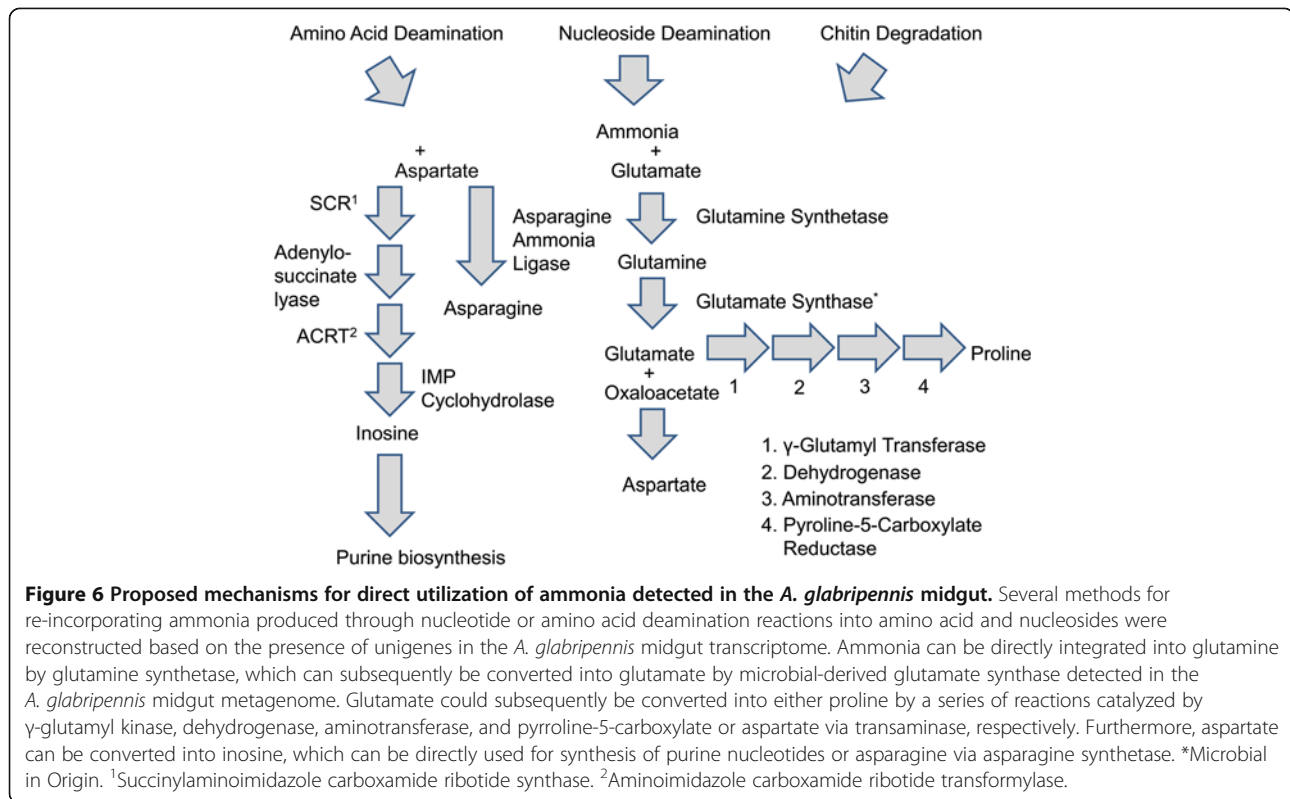 Amino Acid Deamination
Nucleoside Deamination
Chitin Degradation
Ammonia
+
Glutamate
+
Aspartate
SCR¹
Adenylo-
succinate
lyase
ACRT²
IMP
Cyclohydrolase
Inosine
Purine biosynthesis
Asparagine
Ammonia
Ligase
Asparagine
Glutamine Synthetase
Glutamine
Glutamate Synthase*
Glutamate
+
Oxaloacetate
Aspartate
1
2
3
4
Proline
1. γ-Glutamyl Transferase
2. Dehydrogenase
3. Aminotransferase
4. Pyroline-5-Carboxylate
Reductase
Figure 6 Proposed mechanisms for direct utilization of ammonia detected in the A. glabripennis midgut. Several methods for
re-incorporating ammonia produced through nucleotide or amino acid deamination reactions into amino acid and nucleosides were
reconstructed based on the presence of unigenes in the A. glabripennis midgut transcriptome. Ammonia can be directly integrated into glutamine
by glutamine synthetase, which can subsequently be converted into glutamate by microbial-derived glutamate synthase detected in the
A. glabripennis midgut metagenome. Glutamate could subsequently be converted into either proline by a series of reactions catalyzed by
γ-glutamyl kinase, dehydrogenase, aminotransferase, and pyrroline-5-carboxylate or aspartate via transaminase, respectively. Furthermore, aspartate
can be converted into inosine, which can be directly used for synthesis of purine nucleotides or asparagine via asparagine synthetase. *Microbial
in Origin. ¹Succinylaminoimidazole carboxamide ribotide synthase. ²Aminoimidazole carboxamide ribotide transformylase.